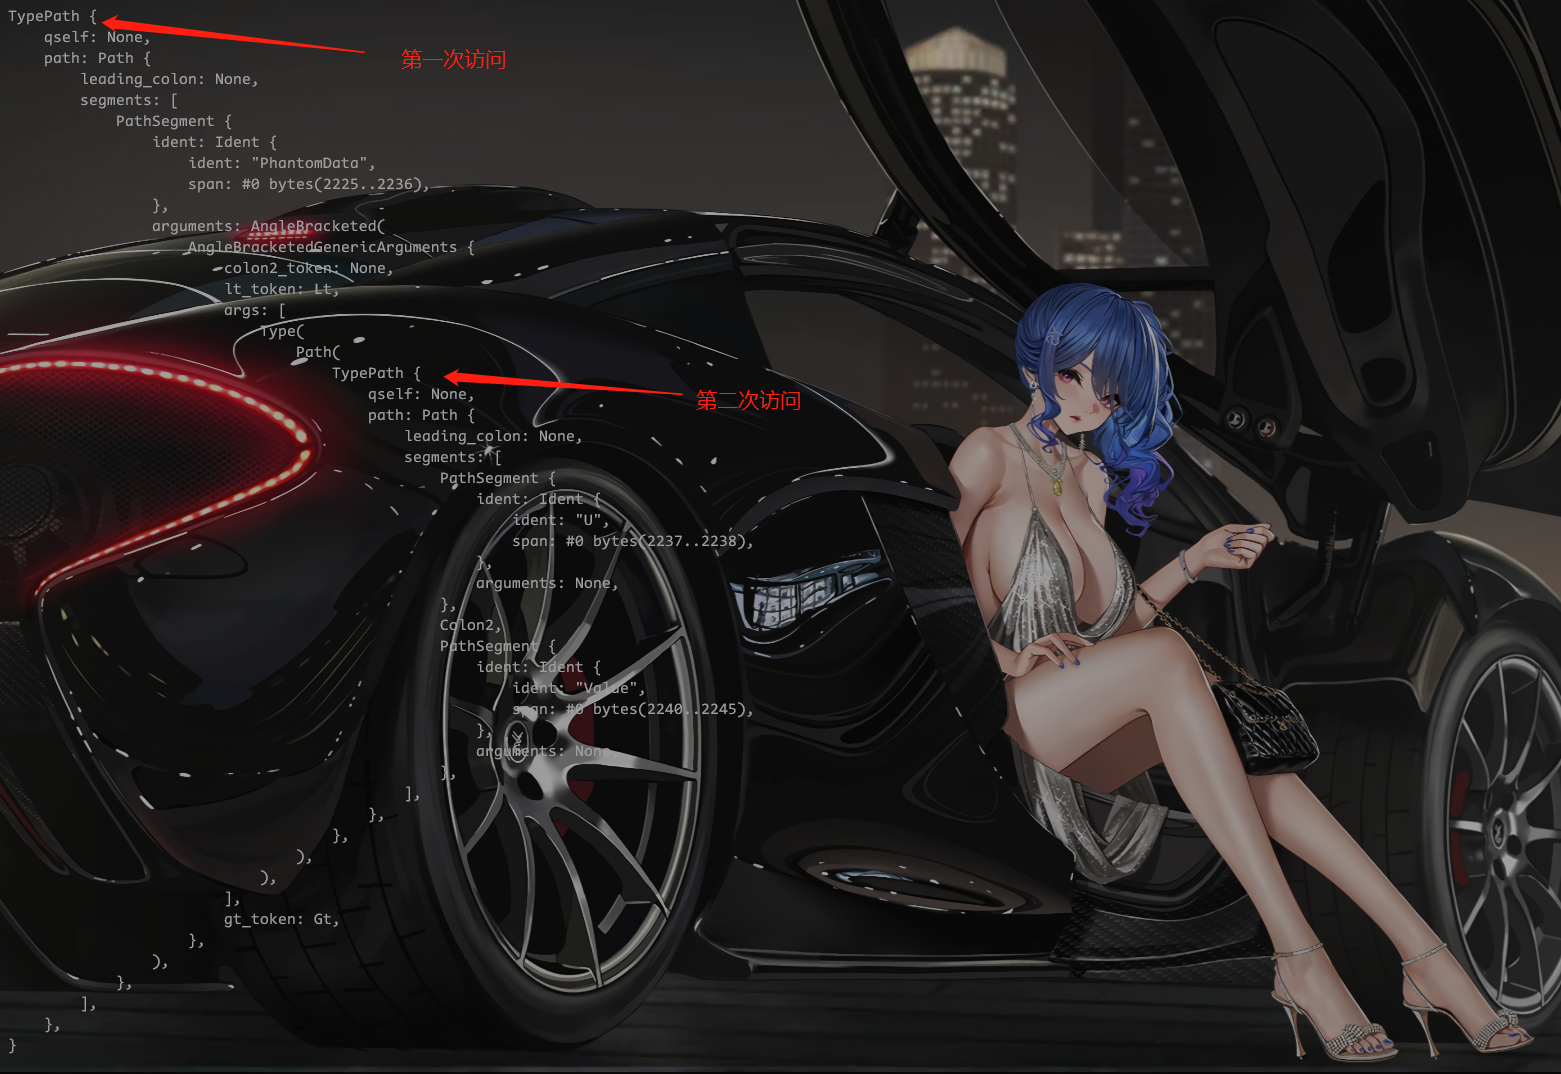 TypePath {
qself: None,
第一次访问
path: Path {
leading_colon: None,
segments: [
PathSegment {
ident: Ident {
ident: "PhantomData",
span: #0 bytes(2225..2236),
},
arguments: AngleBracketed(
AngleBracketedGenericArguments {
colon2_token: None,
lt_token: Lt,
args: [
Type(
Path(
TypePath {
qself: None,
第二次访问
path: Path {
leading_colon: None,
segments: [
PathSegment {
ident: Ident {
ident: "U",
span: #0 bytes(2237..2238),
},
arguments: None,
},
Colon2,
PathSegment {
ident: Ident {
ident: "Value",
span: #0 bytes(2240..2245),
},
arguments: None,
},
],
},
},
),
),
],
gt_token: Gt,
},
),
},
],
},
}